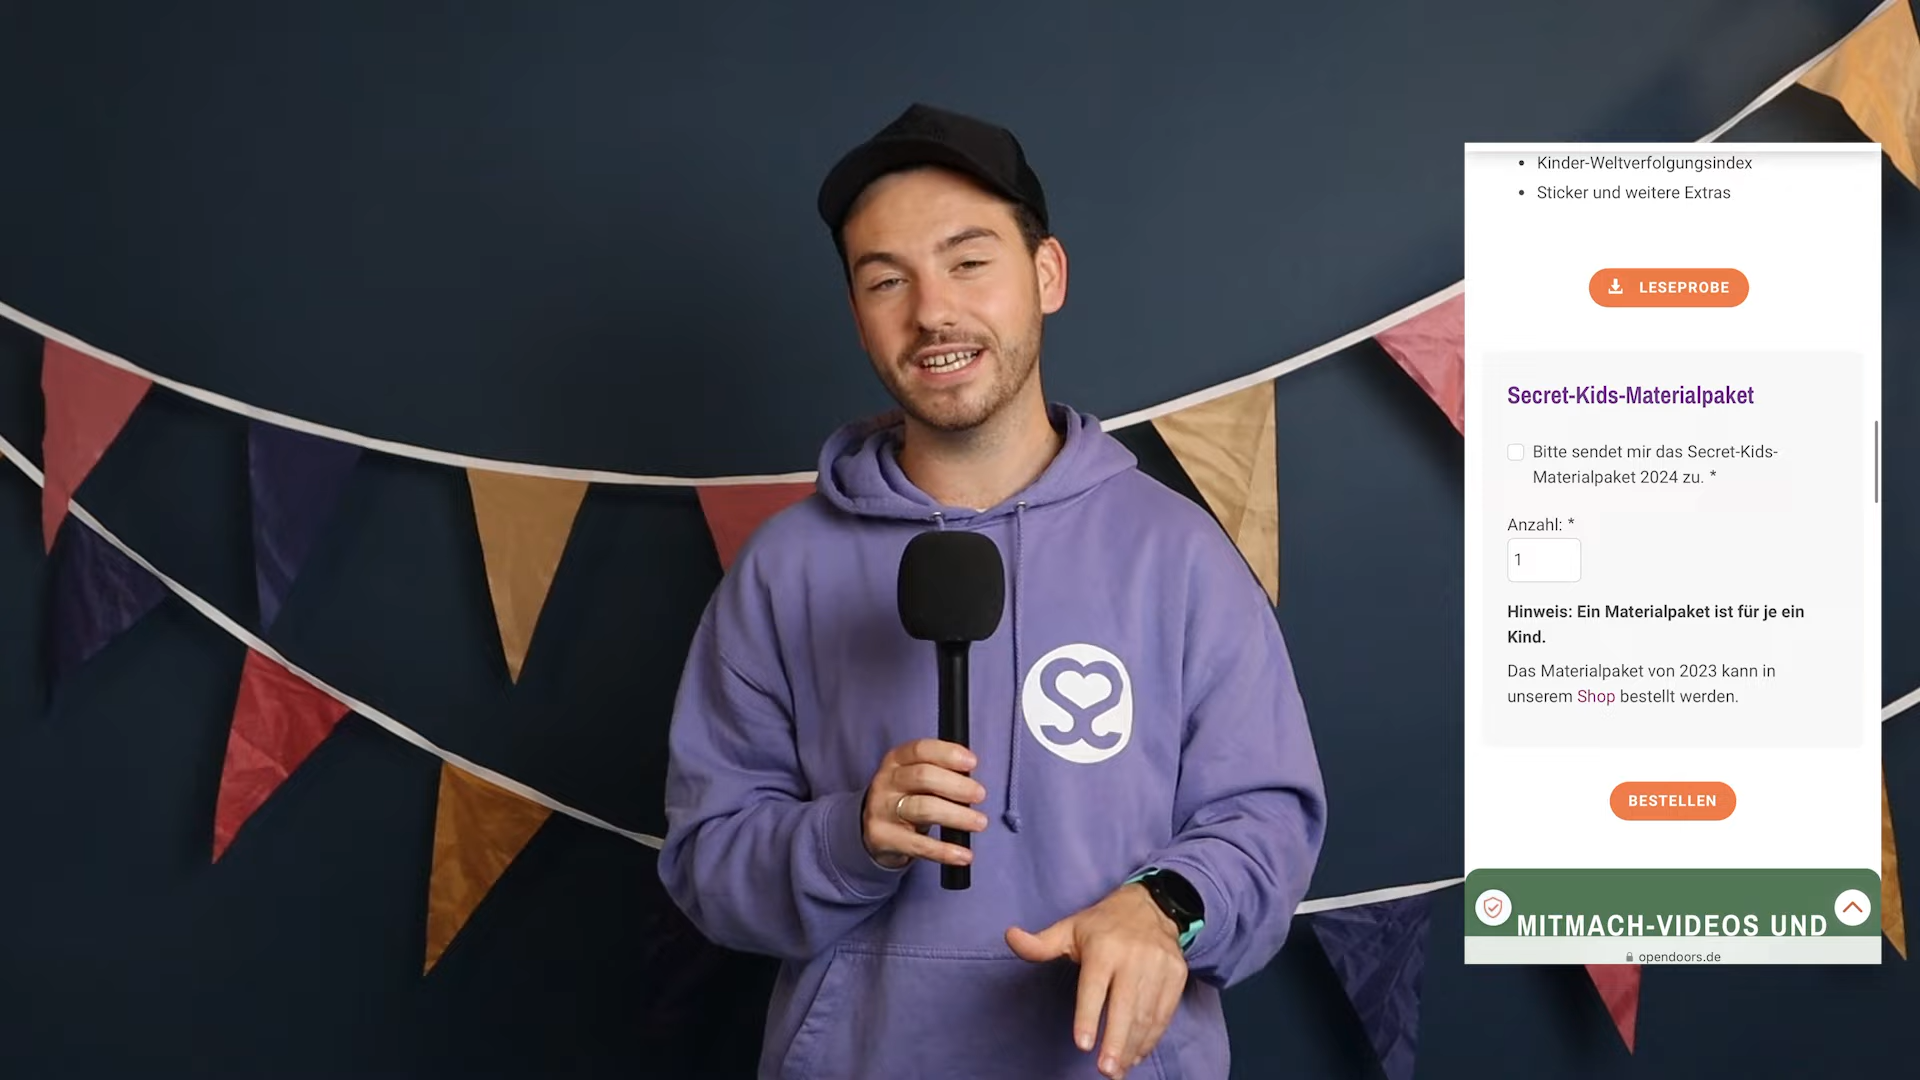 Kinder-Weltverfolgungsindex
Sticker und weitere Extras
LESEPROBE
Secret-Kids-Materialpaket
Bitte sendet mir das Secret-Kids-
Materialpaket 2024 zu. *
Anzahl: *
1
Hinweis: Ein Materialpaket ist für je ein
Kind.
Das Materialpaket von 2023 kann in
unserem Shop bestellt werden.
BESTELLEN
MITMACH-VIDEOS UND
opendoors.de